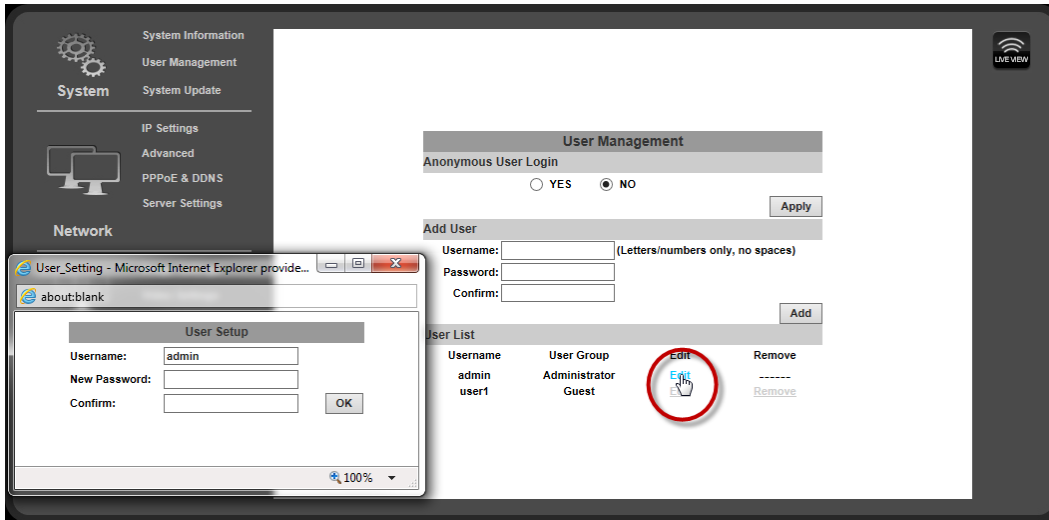 System Information
User Management
System
System Update
IP Settings
Advanced
PPPoE & DDNS
Server Settings
Network
LIVE VIEW
User Management
Anonymous User Login
YES NO
Apply
Add User
Username: (Letters/numbers only, no spaces)
Password:
Confirm:
Add
User List
Username User Group Edit Remove
admin Administrator Edit ------
user1 Guest Remove
User_Setting - Microsoft Internet Explorer provide...
about:blank
User Setup
Username: admin
New Password:
Confirm: OK
100%